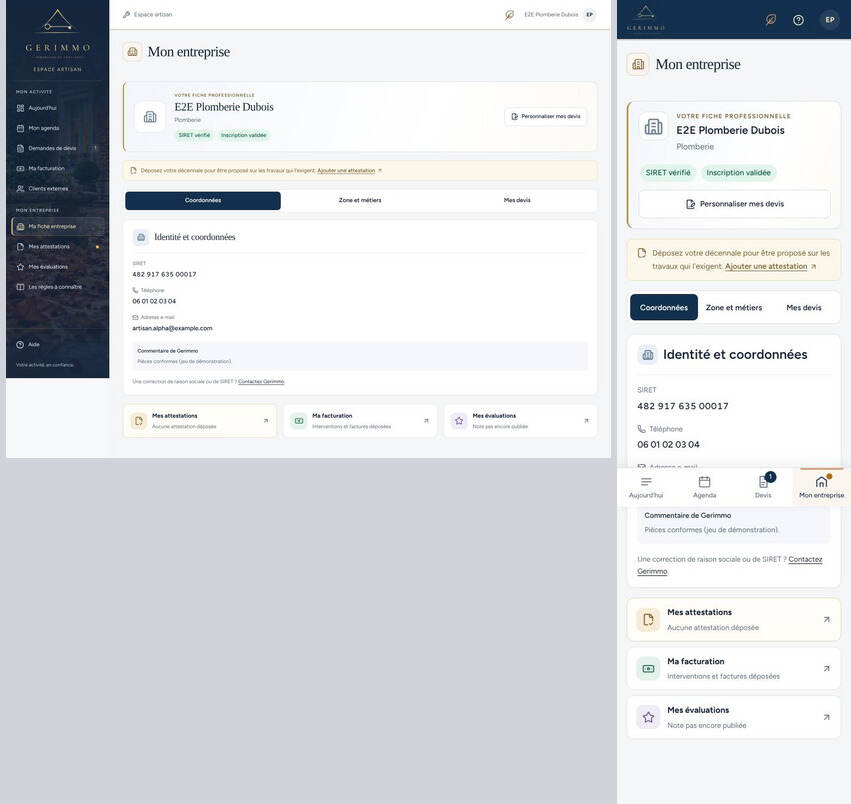 GERIMMO
ESPACE ARTISAN
MON ACTIVITÉ
Aujourd'hui
Mon agenda
Demandes de devis
1
Ma facturation
Clients externes
MON ENTREPRISE
Ma fiche entreprise
Mes attestations
Mes évaluations
Les règles à connaître
Aide
Votre activité, en confiance.
Espace artisan
E2E Plomberie Dubois EP
Mon entreprise
VOTRE FICHE PROFESSIONNELLE
E2E Plomberie Dubois
Plomberie
SIRET vérifié Inscription validée
Personnaliser mes devis
Déposez votre décennale pour être proposé sur les travaux qui l'exigent. Ajouter une attestation
Coordonnées Zone et métiers Mes devis
Identité et coordonnées
SIRET
482 917 635 00017
Téléphone
06 01 02 03 04
Adresse e-mail
artisan.alpha@example.com
Commentaire de Gerimmo
Pièces conformes (jeu de démonstration).
Une correction de raison sociale ou de SIRET ? Contactez Gerimmo.
Mes attestations
Aucune attestation déposée
Ma facturation
Interventions et factures déposées
Mes évaluations
Note pas encore publiée
GERIMMO
EP
Mon entreprise
VOTRE FICHE PROFESSIONNELLE
E2E Plomberie Dubois
Plomberie
SIRET vérifié Inscription validée
Personnaliser mes devis
Déposez votre décennale pour être proposé sur les
travaux qui l'exigent. Ajouter une attestation
Coordonnées Zone et métiers Mes devis
Identité et coordonnées
SIRET
482 917 635 00017
Téléphone
06 01 02 03 04
Adresse e-mail
1
Aujourd'hui Agenda Devis Mon entreprise
Commentaire de Gerimmo
Pièces conformes (jeu de démonstration).
Une correction de raison sociale ou de SIRET ? Contactez
Gerimmo.
Mes attestations
Aucune attestation déposée
Ma facturation
Interventions et factures déposées
Mes évaluations
Note pas encore publiée